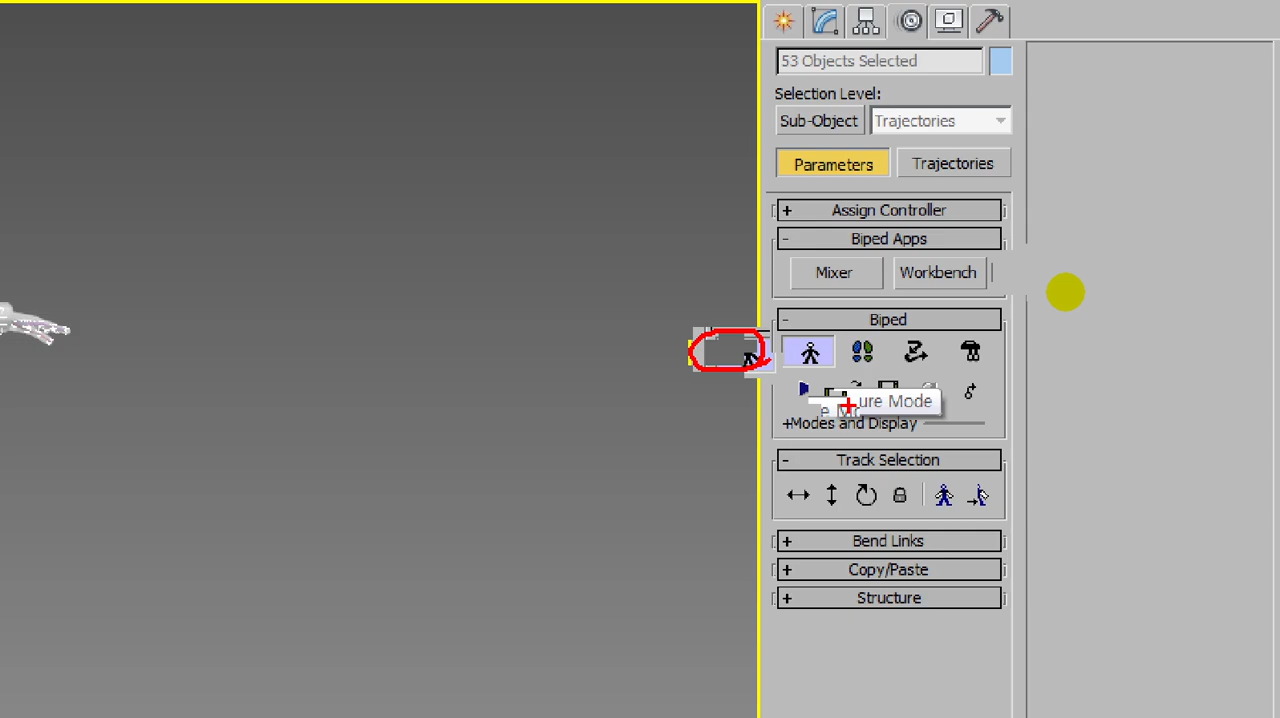 53 Objects Selected
Selection Level:
Sub-Object Trajectories
Parameters Trajectories
+ Assign Controller
- Biped Apps
Mixer Workbench
- Biped
ure Mode
+Modes and Display
- Track Selection
+ Bend Links
+ Copy/Paste
+ Structure